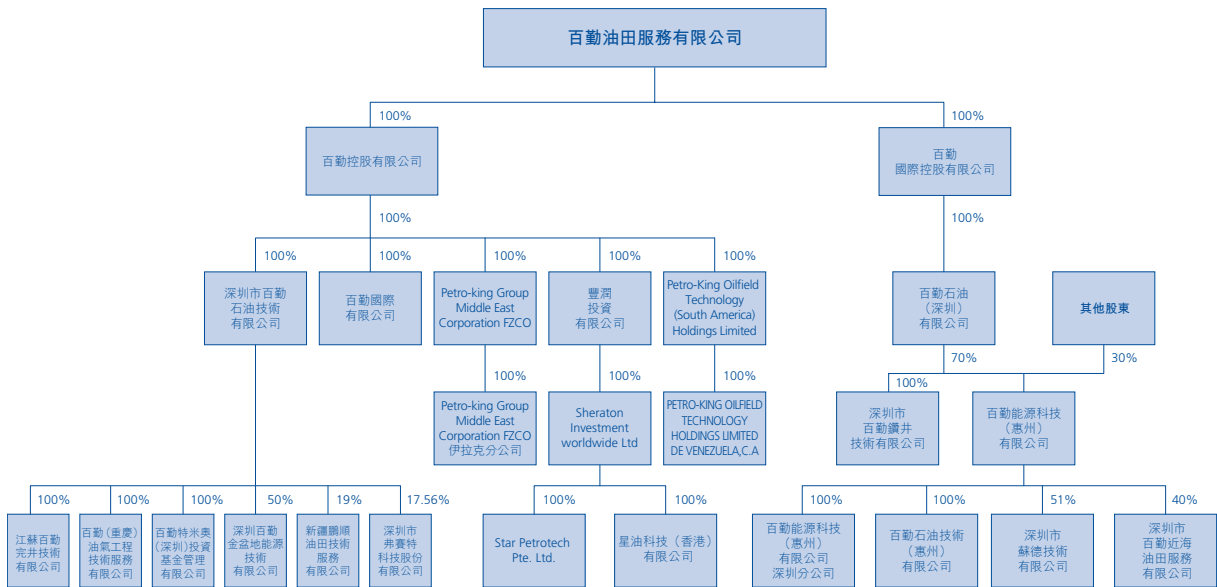 百勤油田服務有限公司
100%
100%
百勤控股有限公司
百勤
國際控股有限公司
100%
100%
100%
100%
100%
100%
100%
深圳市百勤
石油技術
有限公司
百勤國際
有限公司
Petro-king Group
Middle East
Corporation FZCO
豐潤
投資
有限公司
Petro-King Oilfield
Technology
(South America)
Holdings Limited
百勤石油
（深圳）
有限公司
其他股東
70%
30%
100%
100%
100%
100%
Petro-king Group
Middle East
Corporation FZCO
伊拉克分公司
Sheraton
Investment
worldwide Ltd
PETRO-KING OILFIELD
TECHNOLOGY
HOLDINGS LIMITED
DE VENEZUELA,C.A
深圳市
百勤鑽井
技術有限公司
百勤能源科技
（惠州）
有限公司
100%
100%
100%
50%
19%
17.56%
100%
100%
100%
100%
51%
40%
江蘇百勤
完井技術
有限公司
百勤(重慶)
油氣工程
技術服務
有限公司
百勤特米奧
(深圳)投資
基金管理
有限公司
深圳百勤
金盆地能源
技術
有限公司
新疆鵬順
油田技術
服務
有限公司
深圳市
弗賽特
科技股份
有限公司
Star Petrotech
Pte. Ltd.
星油科技（香港）
有限公司
百勤能源科技
（惠州）
有限公司
深圳分公司
百勤石油技術
（惠州）
有限公司
深圳市
蘇德技術
有限公司
深圳市
百勤近海
油田服務
有限公司